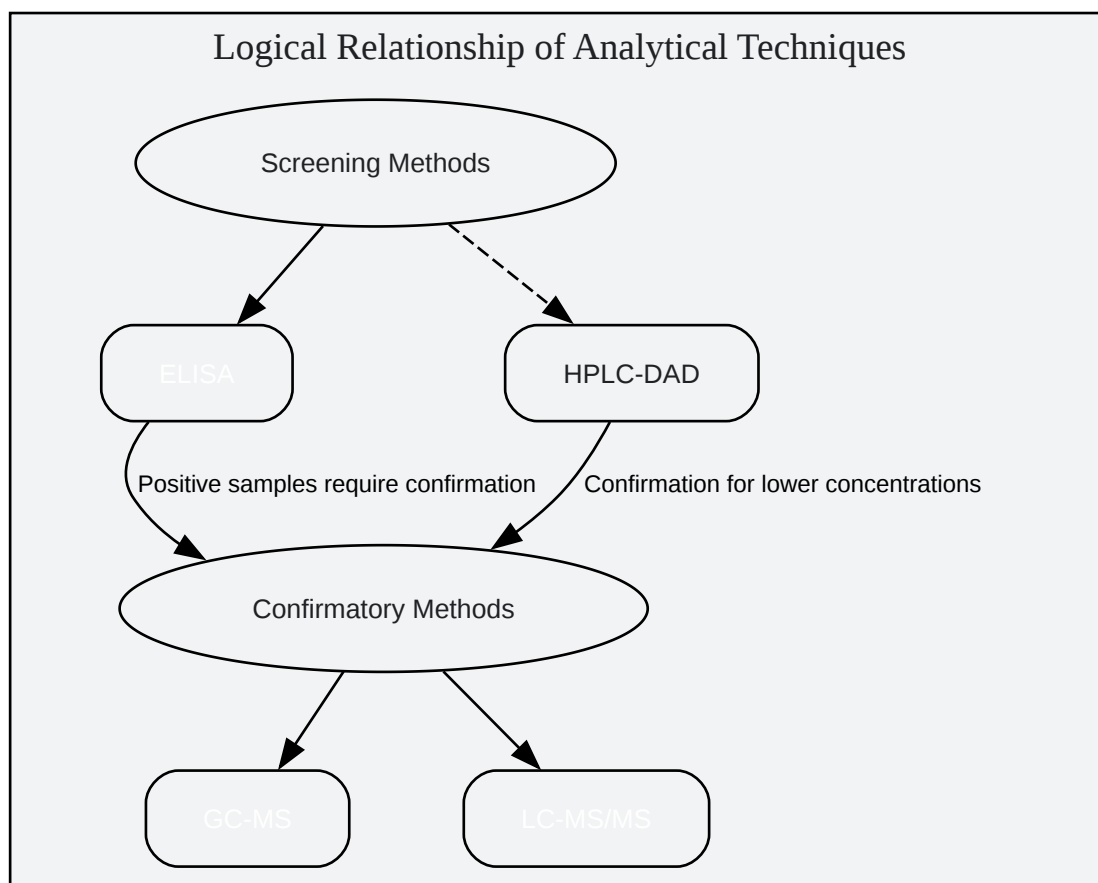 Logical Relationship of Analytical Techniques
Screening Methods
ELISA
HPLC-DAD
Positive samples require confirmation
Confirmation for lower concentrations
Confirmatory Methods
GC-MS
LC-MS/MS